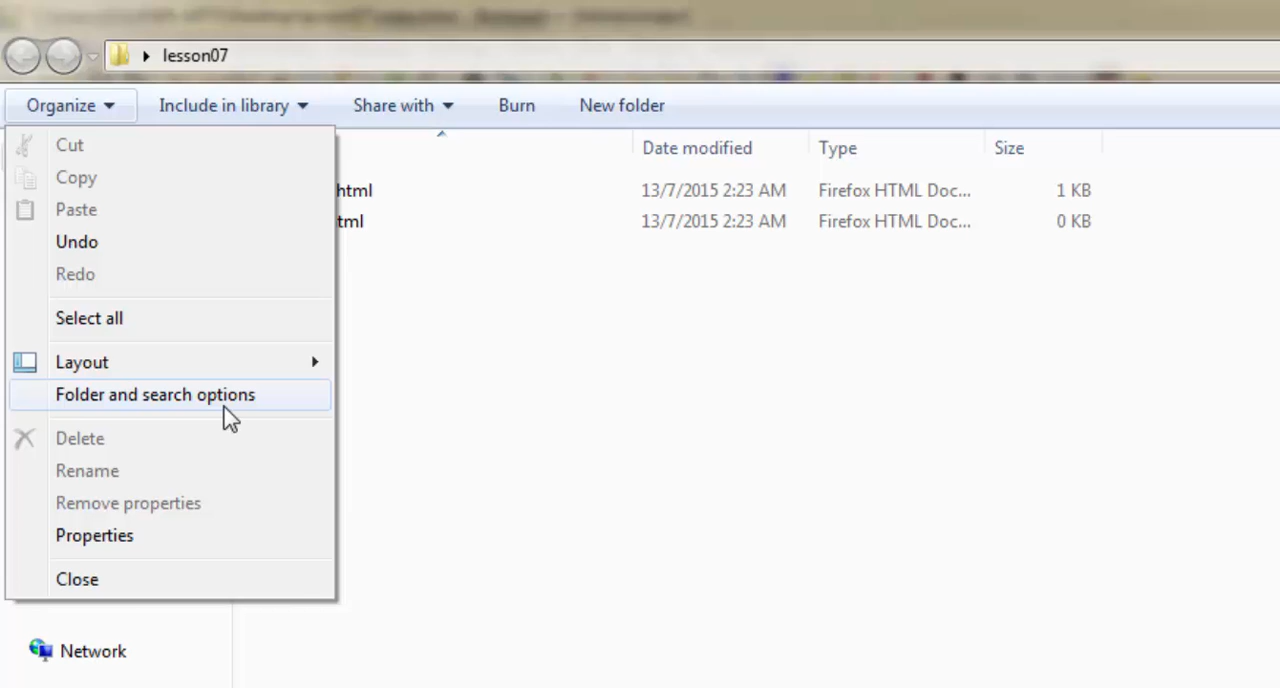 lesson07
Organize Include in library Share with Burn New folder
Cut
Copy
Paste
Undo
Redo
Select all
Layout
Folder and search options
Delete
Rename
Remove properties
Properties
Close
Date modified Type Size
html 13/7/2015 2:23 AM Firefox HTML Doc... 1 KB
tml 13/7/2015 2:23 AM Firefox HTML Doc... 0 KB
Network